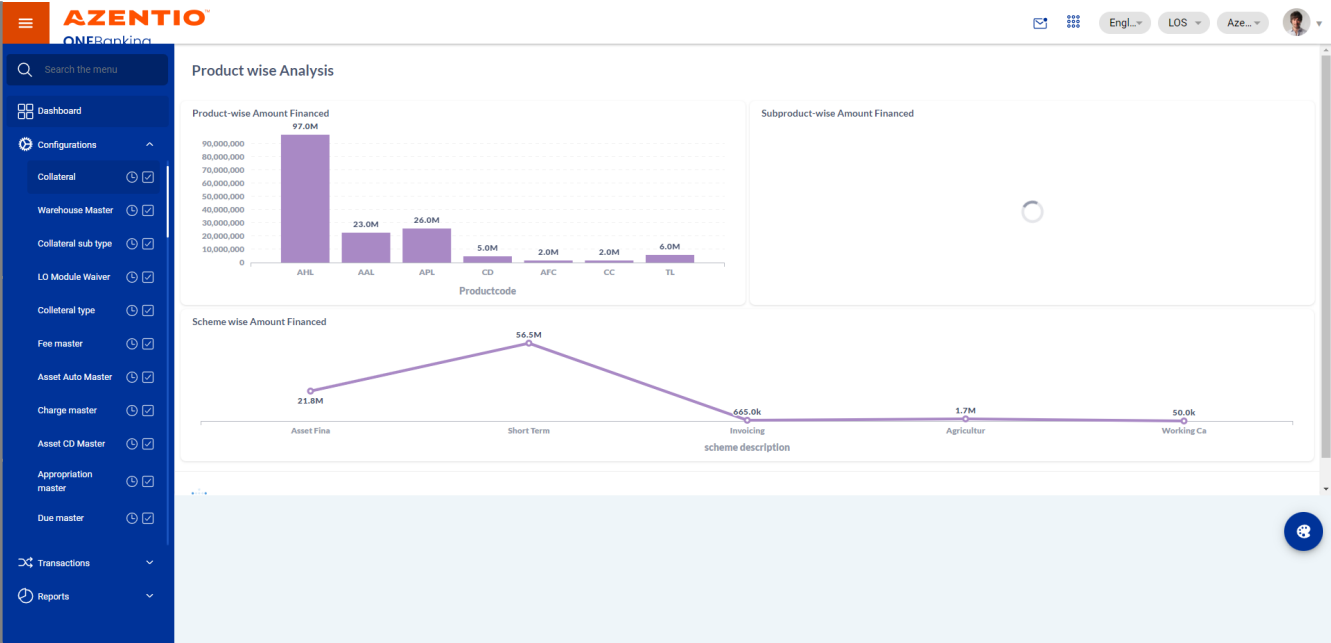 AZENTIO
ONEBanking
Engl...
LOS
Aze...
Search the menu
Dashboard
Configurations
Collateral
Warehouse Master
Collateral sub type
LO Module Waiver
Colleteral type
Fee master
Asset Auto Master
Charge master
Asset CD Master
Appropriation
master
Due master
Transactions
Reports
Product wise Analysis
Product-wise Amount Financed
97.0M
90,000,000
80,000,000
70,000,000
60,000,000
50,000,000
40,000,000
30,000,000
20,000,000
10,000,000
0
23.0M
26.0M
5.0M
2.0M
2.0M
6.0M
AHL
AAL
APL
CD
AFC
CC
TL
Productcode
Subproduct-wise Amount Financed
Scheme wise Amount Financed
21.8M
56.5M
665.0k
1.7M
50.0k
Asset Fina
Short Term
Invoicing
Agricultur
Working Ca
scheme description